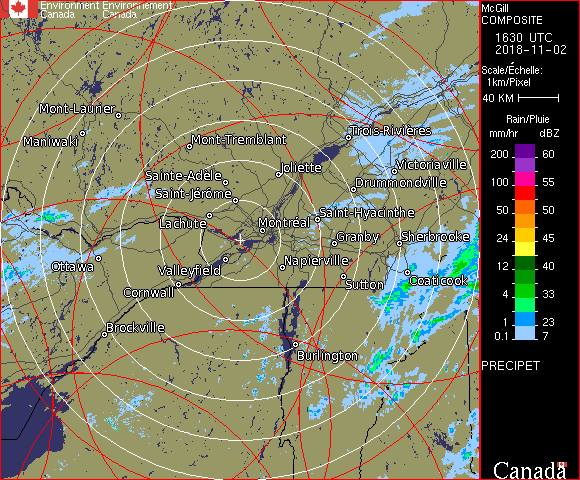 Environment Environnement
Canada Canada
McGill
COMPOSITE
1630 UTC
2018-11-02
Scale/Échelle:
1km/Pixel
40 KM
Rain/Pluie
mm/hr dBZ
200 60
150 57
100 55
50 50
24 45
12 40
4 33
1 23
0.1 7
PRECIPET
Canada
Mont-Laurier
Maniwaki
Mont-Tremblant
Trois-Rivières
Sainte-Adèle
Joliette
Victoriaville
Saint-Jérôme
Drummondville
Lachute
Montréal
Saint-Hyacinthe
Granby
Sherbrooke
Ottawa
Valleyfield
Napierville
Cornwall
Sutton
Coaticook
Brockville
Burlington